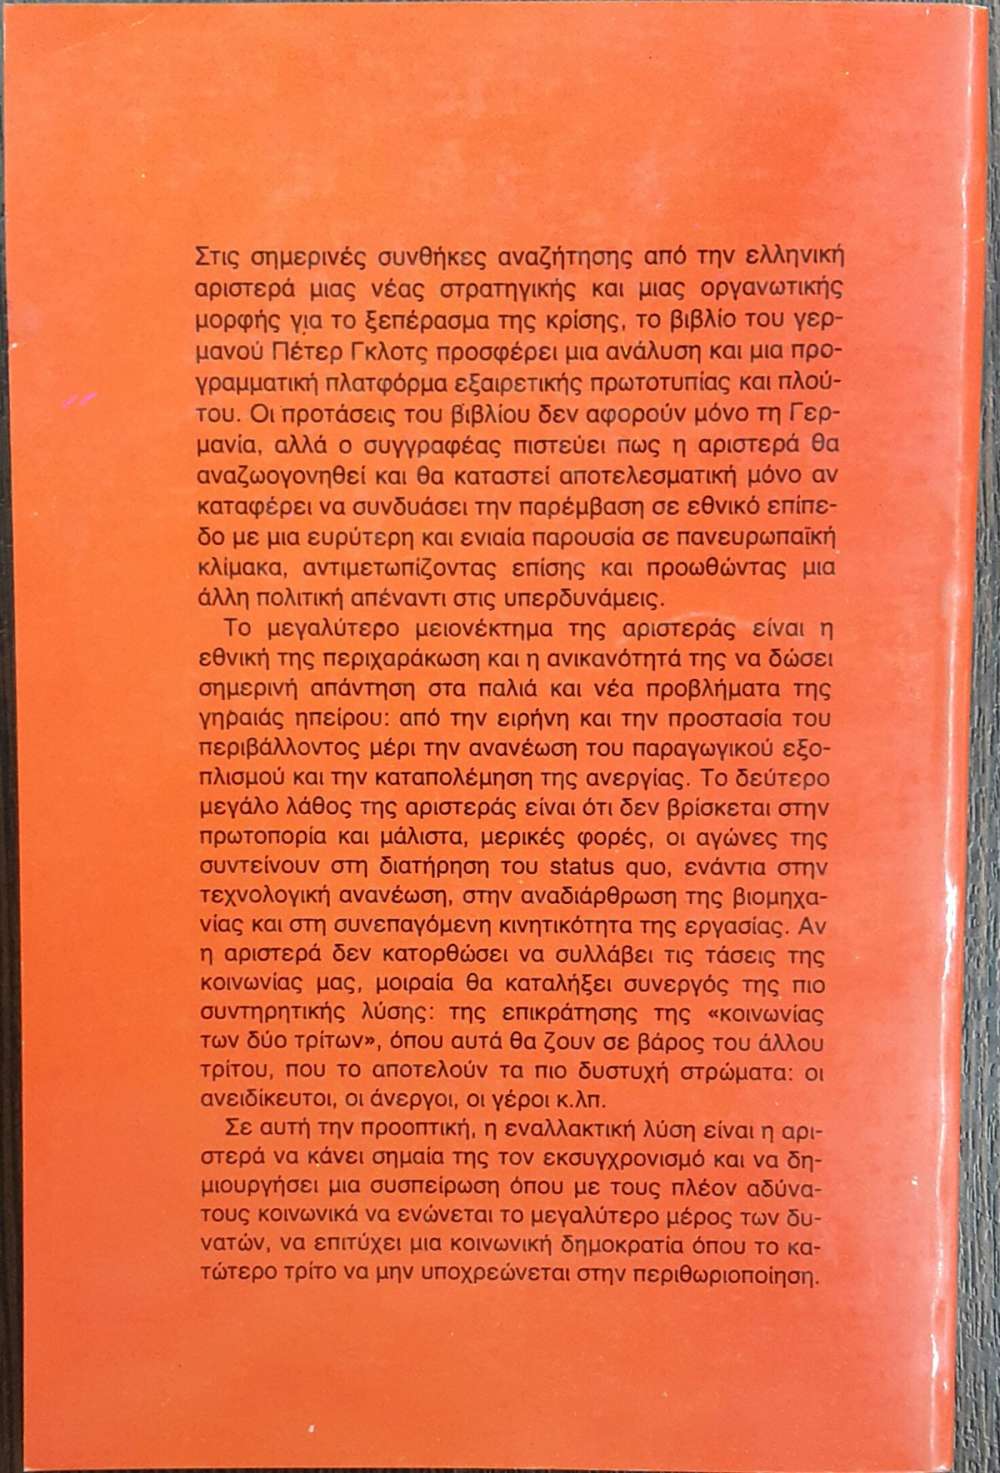 Στις σημερινές συνθήκες αναζήτησης από την ελληνική
αριστερά μιας νέας στρατηγικής και μιας οργανωτικής
μορφής για το ξεπέρασμα της κρίσης, το βιβλίο του γερ-
μανού Πέτερ Γκλοτς προσφέρει μια ανάλυση και μια προ-
γραμματική πλατφόρμα εξαιρετικής πρωτοτυπίας και πλού-
του. Οι προτάσεις του βιβλίου δεν αφορούν μόνο τη Γερ-
μανία, αλλά ο συγγραφέας πιστεύει πως η αριστερά θα
αναζωογονηθεί και θα καταστεί αποτελεσματική μόνο αν
καταφέρει να συνδυάσει την παρέμβαση σε εθνικό επίπε-
δο με μια ευρύτερη και ενιαία παρουσία σε πανευρωπαϊκή
κλίμακα, αντιμετωπίζοντας επίσης και προωθώντας μια
άλλη πολιτική απέναντι στις υπερδυνάμεις.
Το μεγαλύτερο μειονέκτημα της αριστεράς είναι η
εθνική της περιχαράκωση και η ανικανότητά της να δώσει
σημερινή απάντηση στα παλιά και νέα προβλήματα της
γηραιάς ηπείρου: από την ειρήνη και την προστασία του
περιβάλλοντος μέρι την ανανέωση του παραγωγικού εξο-
πλισμού και την καταπολέμηση της ανεργίας. Το δεύτερο
μεγάλο λάθος της αριστεράς είναι ότι δεν βρίσκεται στην
πρωτοπορία και μάλιστα, μερικές φορές, οι αγώνες της
συντείνουν στη διατήρηση του status quo, ενάντια στην
τεχνολογική ανανέωση, στην αναδιάρθρωση της βιομηχα-
νίας και στη συνεπαγόμενη κινητικότητα της εργασίας. Αν
η αριστερά δεν κατορθώσει να συλλάβει τις τάσεις της
κοινωνίας μας, μοιραία θα καταλήξει συνεργός της πιο
συντηρητικής λύσης: της επικράτησης της «κοινωνίας
των δύο τρίτων», όπου αυτά θα ζουν σε βάρος του άλλου
τρίτου, που το αποτελούν τα πιο δυστυχή στρώματα: οι
ανειδίκευτοι, οι άνεργοι, οι γέροι κ.λπ.
Σε αυτή την προοπτική, η εναλλακτική λύση είναι η αρι-
στερά να κάνει σημαία της τον εκσυγχρονισμό και να δη-
μιουργήσει μια συσπείρωση όπου με τους πλέον αδύνα-
τους κοινωνικά να ενώνεται το μεγαλύτερο μέρος των δυ-
νατών, να επιτύχει μια κοινωνική δημοκρατία όπου το κα-
τώτερο τρίτο να μην υποχρεώνεται στην περιθωριοποίηση.